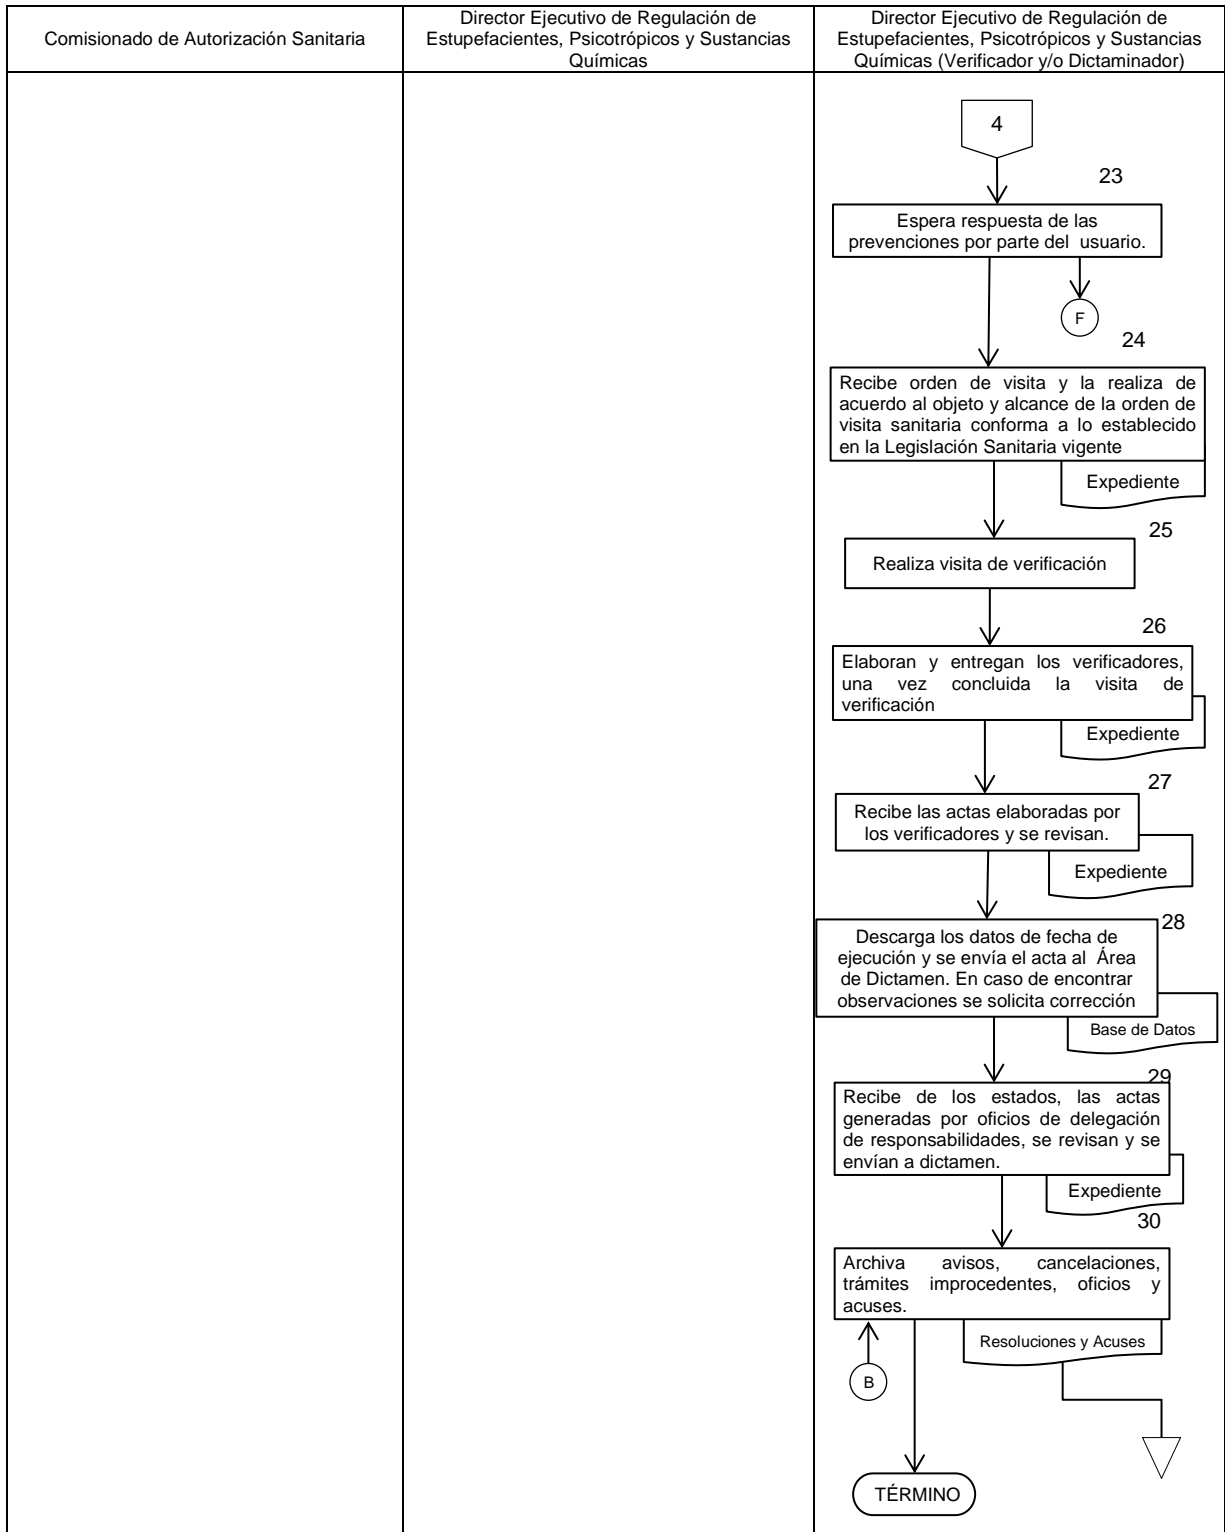 Comisionado de Autorización Sanitaria
Director Ejecutivo de Regulación de
Estupefacientes, Psicotrópicos y Sustancias
Químicas
Director Ejecutivo de Regulación de
Estupefacientes, Psicotrópicos y Sustancias
Químicas (Verificador y/o Dictaminador)
4
23
Espera respuesta de las
prevenciones por parte del usuario.
F
24
Recibe orden de visita y la realiza de
acuerdo al objeto y alcance de la orden de
visita sanitaria conforma a lo establecido
en la Legislación Sanitaria vigente
Expediente
25
Realiza visita de verificación
26
Elaboran y entregan los verificadores,
una vez concluida la visita de
verificación
Expediente
27
Recibe las actas elaboradas por
los verificadores y se revisan.
Expediente
28
Descarga los datos de fecha de
ejecución y se envía el acta al Área
de Dictamen. En caso de encontrar
observaciones se solicita corrección
Base de Datos
29
Recibe de los estados, las actas
generadas por oficios de delegación
de responsabilidades, se revisan y se
envían a dictamen.
Expediente
30
Archiva avisos, cancelaciones,
trámites improcedentes, oficios y
acuses.
Resoluciones y Acuses
B
TÉRMINO